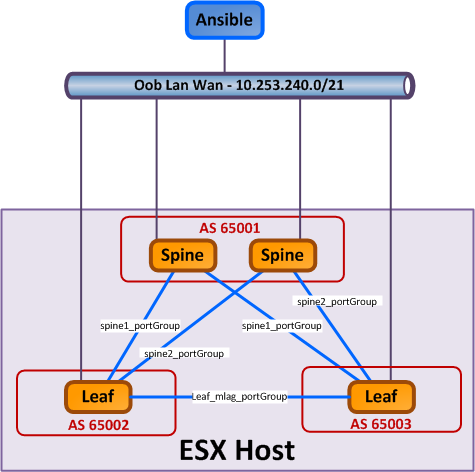 Ansible
Oob Lan Wan - 10.253.240.0/21
AS 65001
Spine
Spine
spine2_portGroup
spine1_portGroup
spine1_portGroup
spine2_portGroup
Leaf
Leaf_mlag_portGroup
Leaf
AS 65002
AS 65003
ESX Host